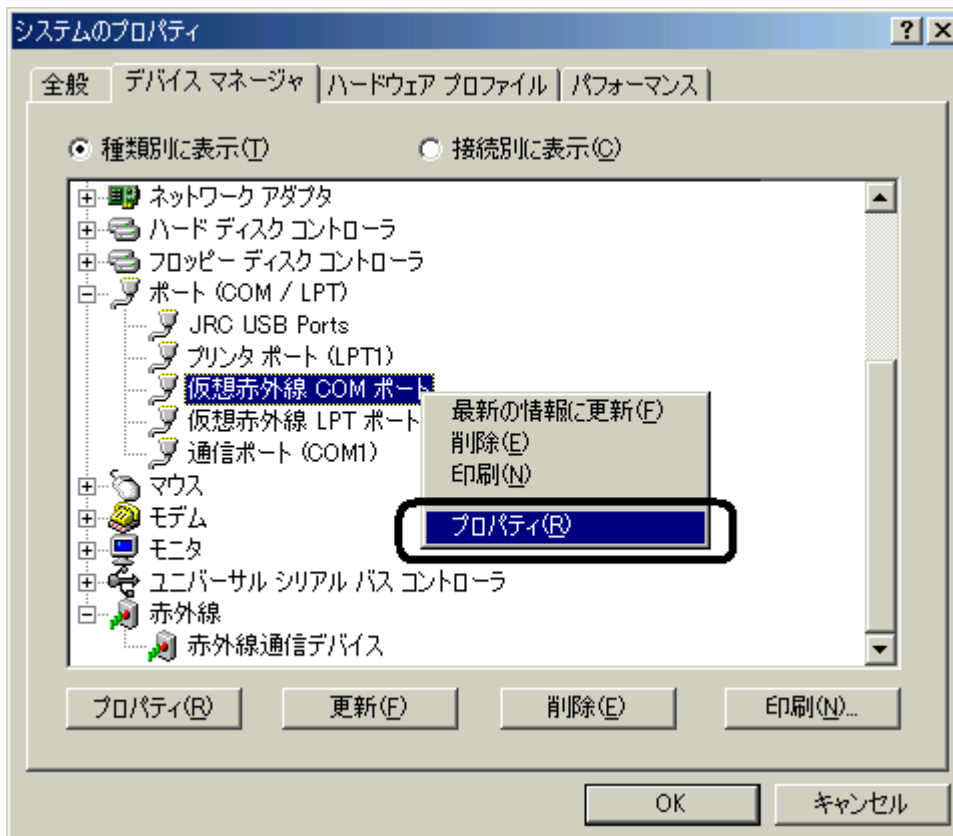 システムのプロパティ
全般 デバイス マネージャ ハードウェア プロファイル パフォーマンス
種類別に表示(T) 接続別に表示(C)
ネットワーク アダプタ
ハード ディスク コントローラ
フロッピー ディスク コントローラ
ポート (COM / LPT)
JRC USB Ports
プリンタ ポート (LPT1)
仮想赤外線 COM ポート
仮想赤外線 LPT ポート
通信ポート (COM1)
マウス
モデム
モニタ
ユニバーサル シリアル バス コントローラ
赤外線
赤外線通信デバイス
最新の情報に更新(F)
削除(E)
印刷(N)
プロパティ(R)
プロパティ(R) 更新(F) 削除(E) 印刷(N)...
OK キャンセル